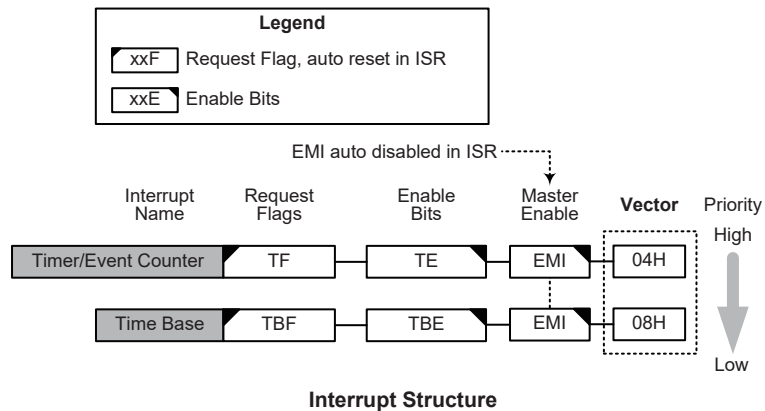 Legend
xxF Request Flag, auto reset in ISR
xxE Enable Bits
EMI auto disabled in ISR
Interrupt Name
Request Flags
Enable Bits
Master Enable
Vector
Priority
High
Timer/Event Counter TF TE EMI 04H
Time Base TBF TBE EMI 08H
Low
Interrupt Structure